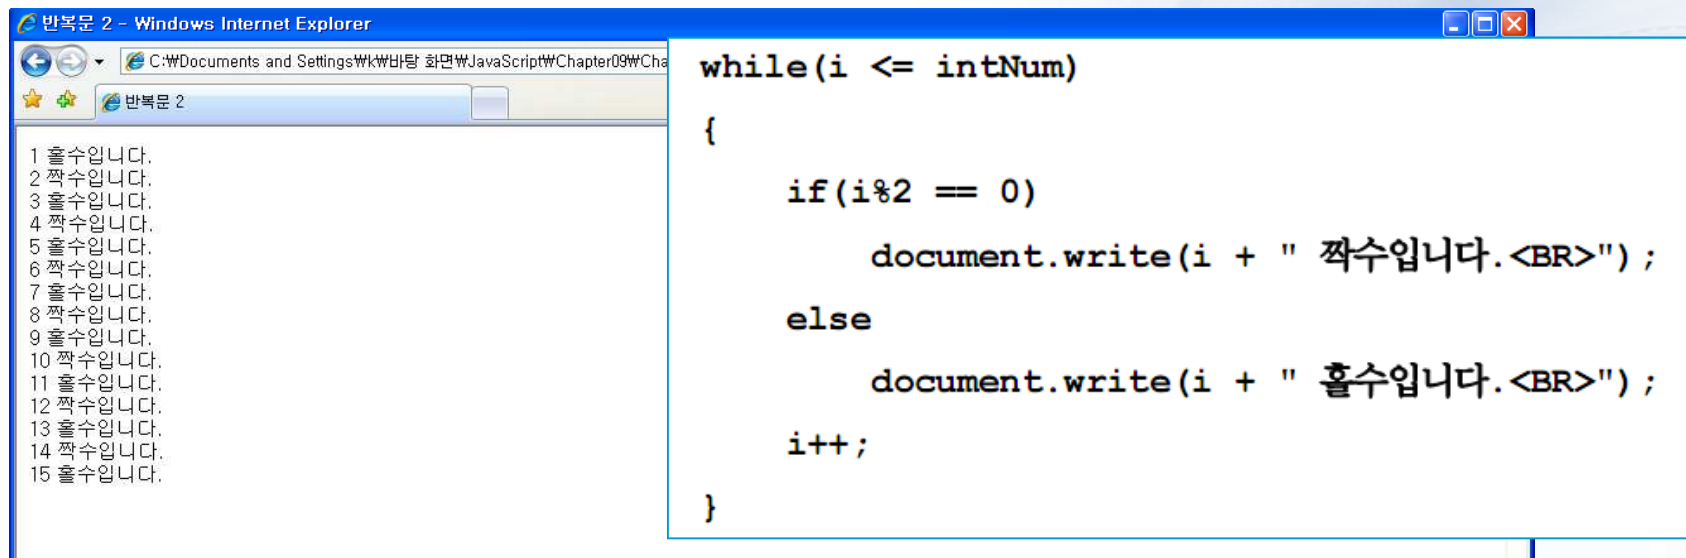 반복문 2 - Windows Internet Explorer
C:₩Documents and Settings₩k₩바탕 화면₩JavaScript₩Chapter09₩Cha
반복문 2
1 홀수입니다.
2 짝수입니다.
3 홀수입니다.
4 짝수입니다.
5 홀수입니다.
6 짝수입니다.
7 홀수입니다.
8 짝수입니다.
9 홀수입니다.
10 짝수입니다.
11 홀수입니다.
12 짝수입니다.
13 홀수입니다.
14 짝수입니다.
15 홀수입니다.
while(i <= intNum)
{
if(i%2 == 0)
document.write(i + " 짝수입니다.<BR>");
else
document.write(i + " 홀수입니다.<BR>");
i++;
}